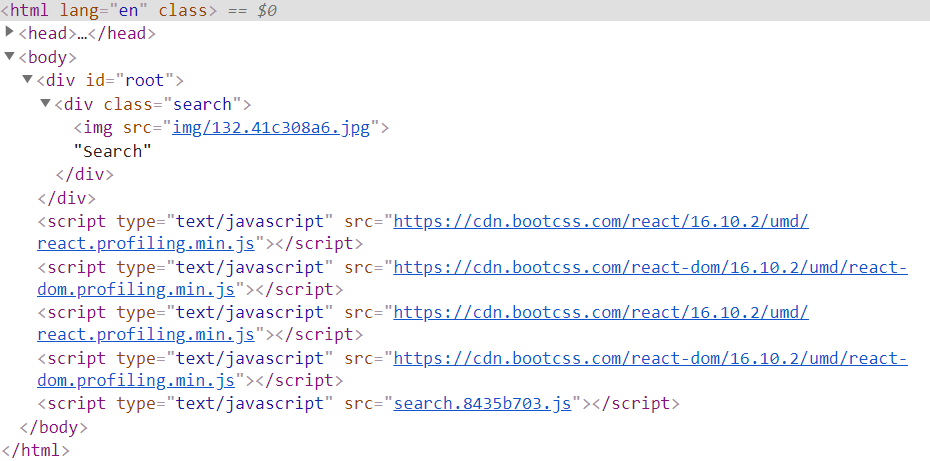 <html lang="en" class> == $0
<head>…</head>
<body>
<div id="root">
<div class="search">
<img src="img/132.41c308a6.jpg">
"Search"
</div>
</div>
<script type="text/javascript" src="https://cdn.bootcss.com/react/16.10.2/umd/
react.profiling.min.js"></script>
<script type="text/javascript" src="https://cdn.bootcss.com/react-dom/16.10.2/umd/react-
dom.profiling.min.js"></script>
<script type="text/javascript" src="https://cdn.bootcss.com/react/16.10.2/umd/
react.profiling.min.js"></script>
<script type="text/javascript" src="https://cdn.bootcss.com/react-dom/16.10.2/umd/react-
dom.profiling.min.js"></script>
<script type="text/javascript" src="search.8435b703.js"></script>
</body>
</html>